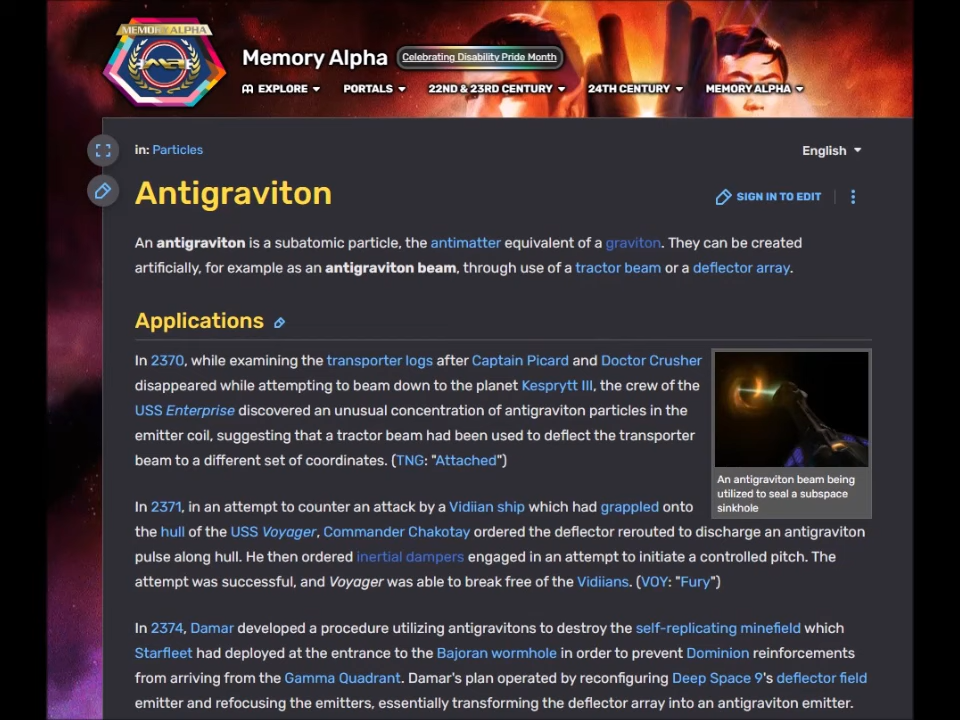 MEMORY ALPHA
Memory Alpha
Celebrating Disability Pride Month
EXPLORE
PORTALS
22ND & 23RD CENTURY
24TH CENTURY
MEMORY ALPHA
in: Particles
English
Antigraviton
SIGN IN TO EDIT
An antigraviton is a subatomic particle, the antimatter equivalent of a graviton. They can be created
artificially, for example as an antigraviton beam, through use of a tractor beam or a deflector array.
Applications
In 2370, while examining the transporter logs after Captain Picard and Doctor Crusher
disappeared while attempting to beam down to the planet Kesprytt III, the crew of the
USS Enterprise discovered an unusual concentration of antigraviton particles in the
emitter coil, suggesting that a tractor beam had been used to deflect the transporter
beam to a different set of coordinates. (TNG: "Attached")
An antigraviton beam being
utilized to seal a subspace
sinkhole
In 2371, in an attempt to counter an attack by a Vidiian ship which had grappled onto
the hull of the USS Voyager, Commander Chakotay ordered the deflector rerouted to discharge an antigraviton
pulse along hull. He then ordered inertial dampers engaged in an attempt to initiate a controlled pitch. The
attempt was successful, and Voyager was able to break free of the Vidiians. (VOY: "Fury")
In 2374, Damar developed a procedure utilizing antigravitons to destroy the self-replicating minefield which
Starfleet had deployed at the entrance to the Bajoran wormhole in order to prevent Dominion reinforcements
from arriving from the Gamma Quadrant. Damar's plan operated by reconfiguring Deep Space 9's deflector field
emitter and refocusing the emitters, essentially transforming the deflector array into an antigraviton emitter.